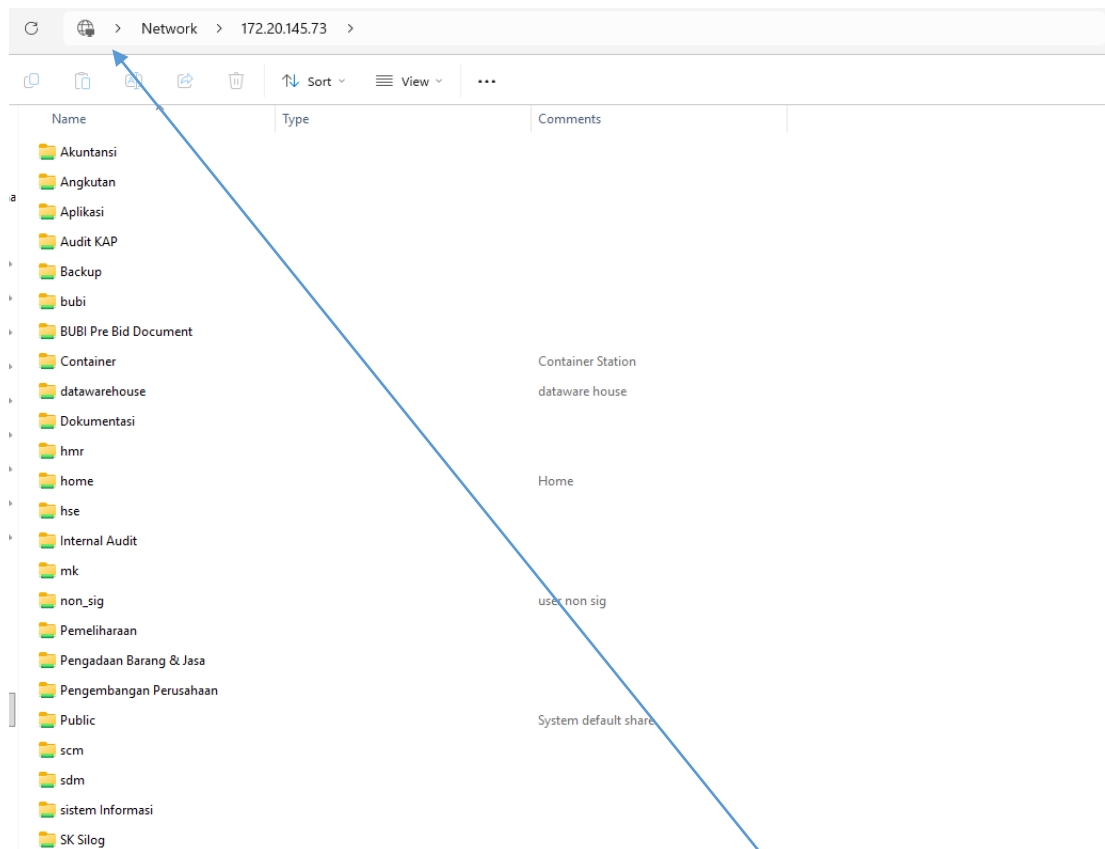 Network > 172.20.145.73 >
Sort View ...
Name Type Comments
Akuntansi
Angkutan
Aplikasi
Audit KAP
Backup
bubi
BUBI Pre Bid Document
Container Container Station
datawarehouse dataware house
Dokumentasi
hmr
home Home
hse
Internal Audit
mk
non_sig user non sig
Pemeliharaan
Pengadaan Barang & Jasa
Pengembangan Perusahaan
Public System default share
scm
sdm
sistem Informasi
SK Silog